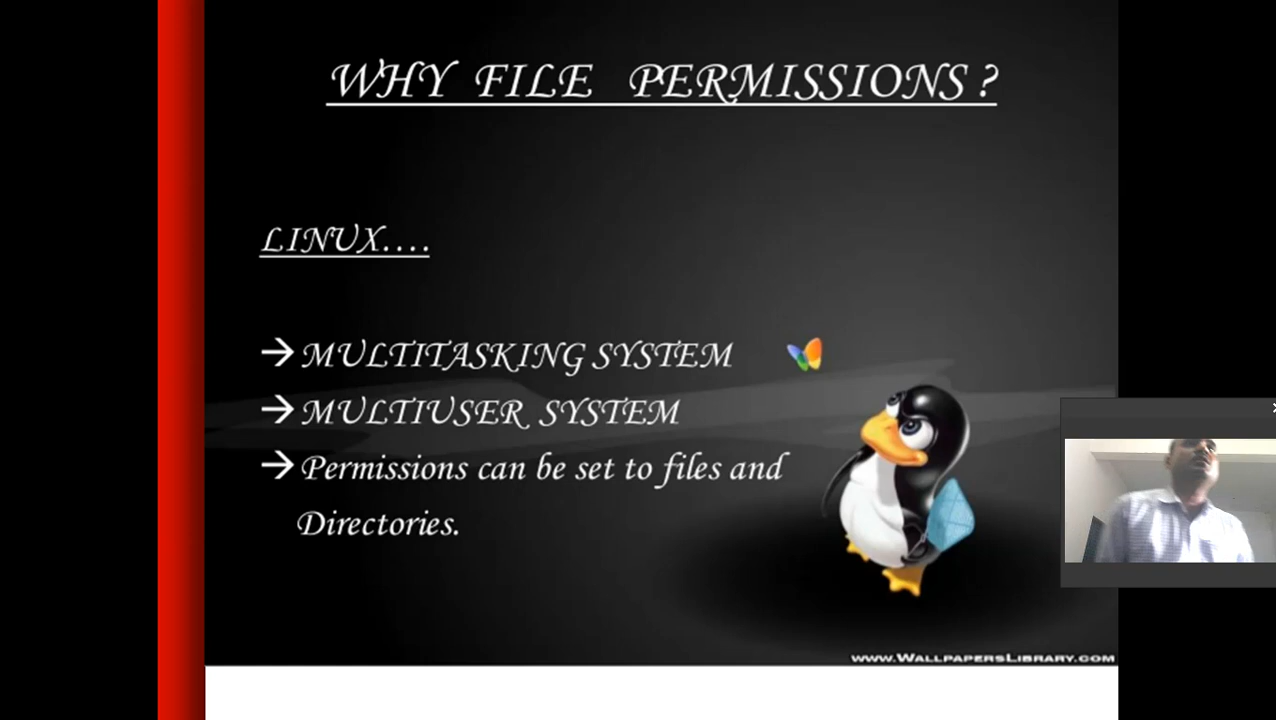 WHY FILE PERMISSIONS ?
LINUX....
→ MULTITASKING SYSTEM
→ MULTIUSER SYSTEM
→ Permissions can be set to files and
Directories.
www.WallpapersLibrary.com